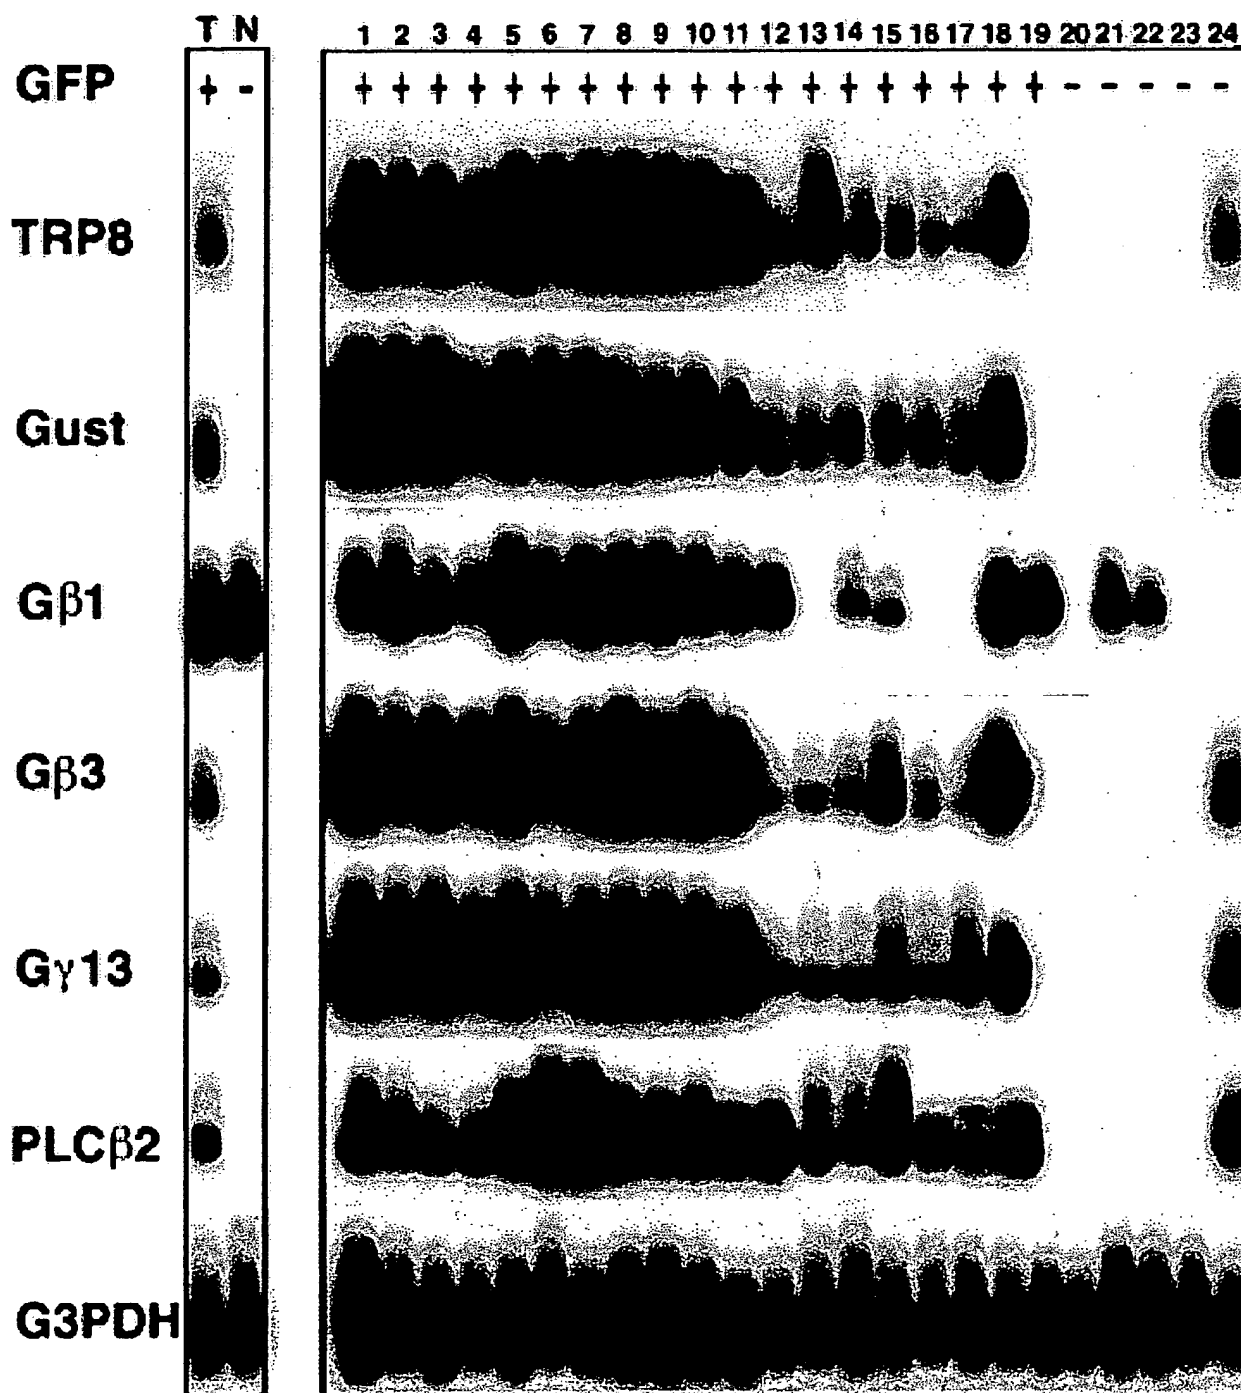 T N 1 2 3 4 5 6 7 8 9 10 11 12 13 14 15 16 17 18 19 20 21 22 23 24
GFP + - + + + + + + + + + + + + + + + + + + + - - - - -
TRP8
Gust
Gβ1
Gβ3
Gγ13
PLCβ2
G3PDH